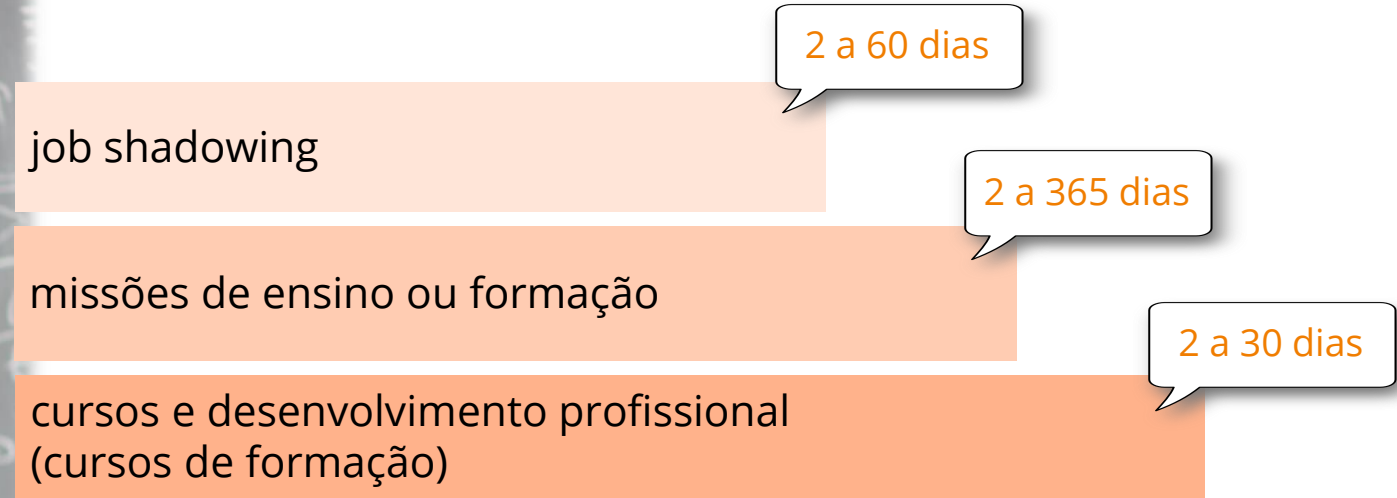 2 a 60 dias
job shadowing
2 a 365 dias
missões de ensino ou formação
2 a 30 dias
cursos e desenvolvimento profissional
(cursos de formação)